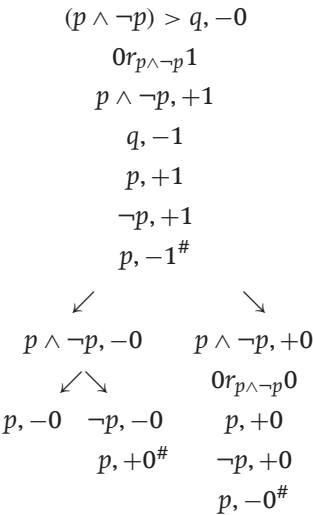 (p ∧ ¬p) > q, −0
0r_{p∧¬p}1
p ∧ ¬p, +1
q, −1
p, +1
¬p, +1
p, −1^#
↙ ↘
p ∧ ¬p, −0 p ∧ ¬p, +0
↙↘ 0r_{p∧¬p}0
p, −0 ¬p, −0 p, +0
p, +0^# ¬p, +0
p, −0^#